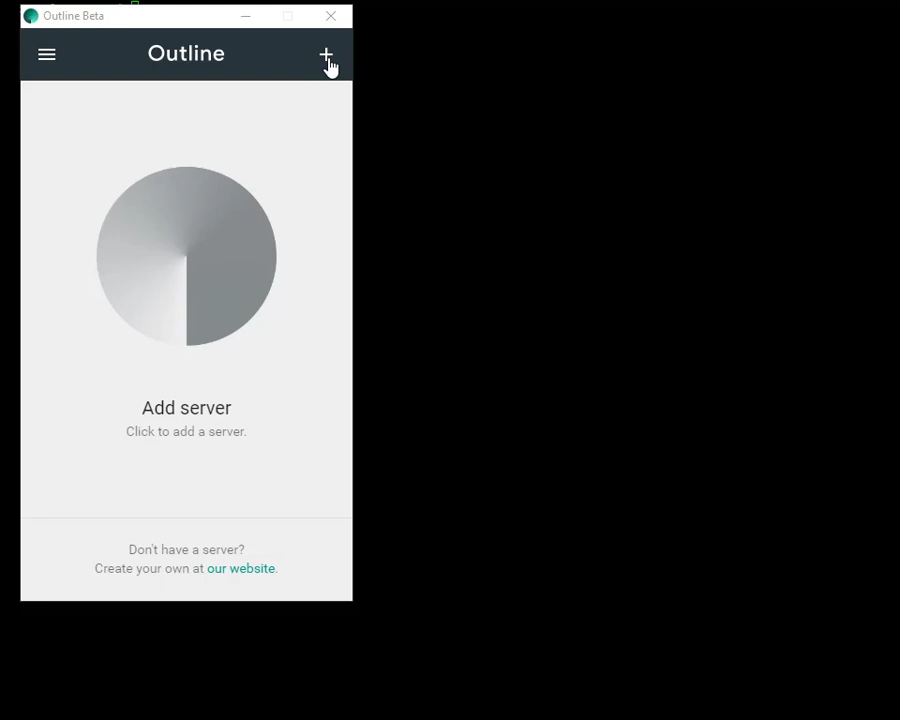 Outline Beta
Outline
Add server
Click to add a server.
Don't have a server?
Create your own at our website.